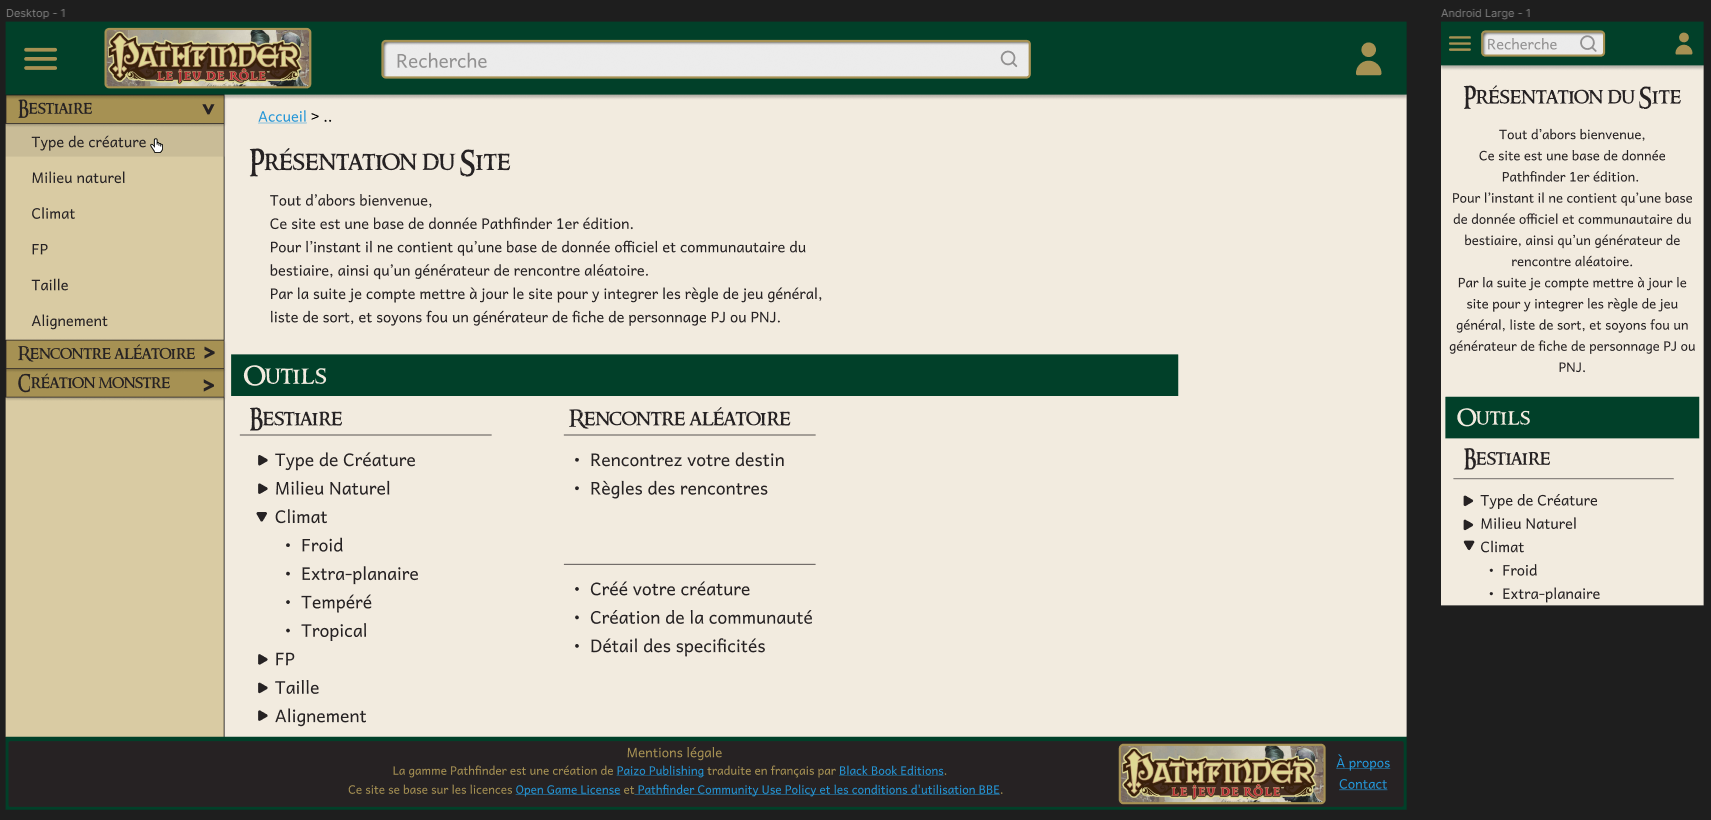 Desktop - 1
PATHFINDER
LE JEU DE RÔLE
Recherche
BESTIAIRE
Type de créature
Milieu naturel
Climat
FP
Taille
Alignement
RENCONTRE ALÉATOIRE >
CRÉATION MONSTRE >
Accueil > ..
PRÉSENTATION DU SITE
Tout d'abors bienvenue,
Ce site est une base de donnée Pathfinder 1er édition.
Pour l'instant il ne contient qu'une base de donnée officiel et communautaire du
bestiaire, ainsi qu'un générateur de rencontre aléatoire.
Par la suite je compte mettre à jour le site pour y integrer les règle de jeu général,
liste de sort, et soyons fou un générateur de fiche de personnage PJ ou PNJ.
OUTILS
BESTIAIRE
Type de Créature
Milieu Naturel
Climat
• Froid
• Extra-planaire
• Tempéré
• Tropical
FP
Taille
Alignement
RENCONTRE ALÉATOIRE
• Rencontrez votre destin
• Règles des rencontres
• Créé votre créature
• Création de la communauté
• Détail des specificités
Mentions légale
La gamme Pathfinder est une création de Paizo Publishing traduite en français par Black Book Editions.
Ce site se base sur les licences Open Game License et Pathfinder Community Use Policy et les conditions d'utilisation BBE.
PATHFINDER
LE JEU DE RÔLE
À propos
Contact
Android Large - 1
Recherche
PRÉSENTATION DU SITE
Tout d'abors bienvenue,
Ce site est une base de donnée
Pathfinder 1er édition.
Pour l'instant il ne contient qu'une base
de donnée officiel et communautaire du
bestiaire, ainsi qu'un générateur de
rencontre aléatoire.
Par la suite je compte mettre à jour le
site pour y integrer les règle de jeu
général, liste de sort, et soyons fou un
générateur de fiche de personnage PJ ou
PNJ.
OUTILS
BESTIAIRE
Type de Créature
Milieu Naturel
Climat
• Froid
• Extra-planaire